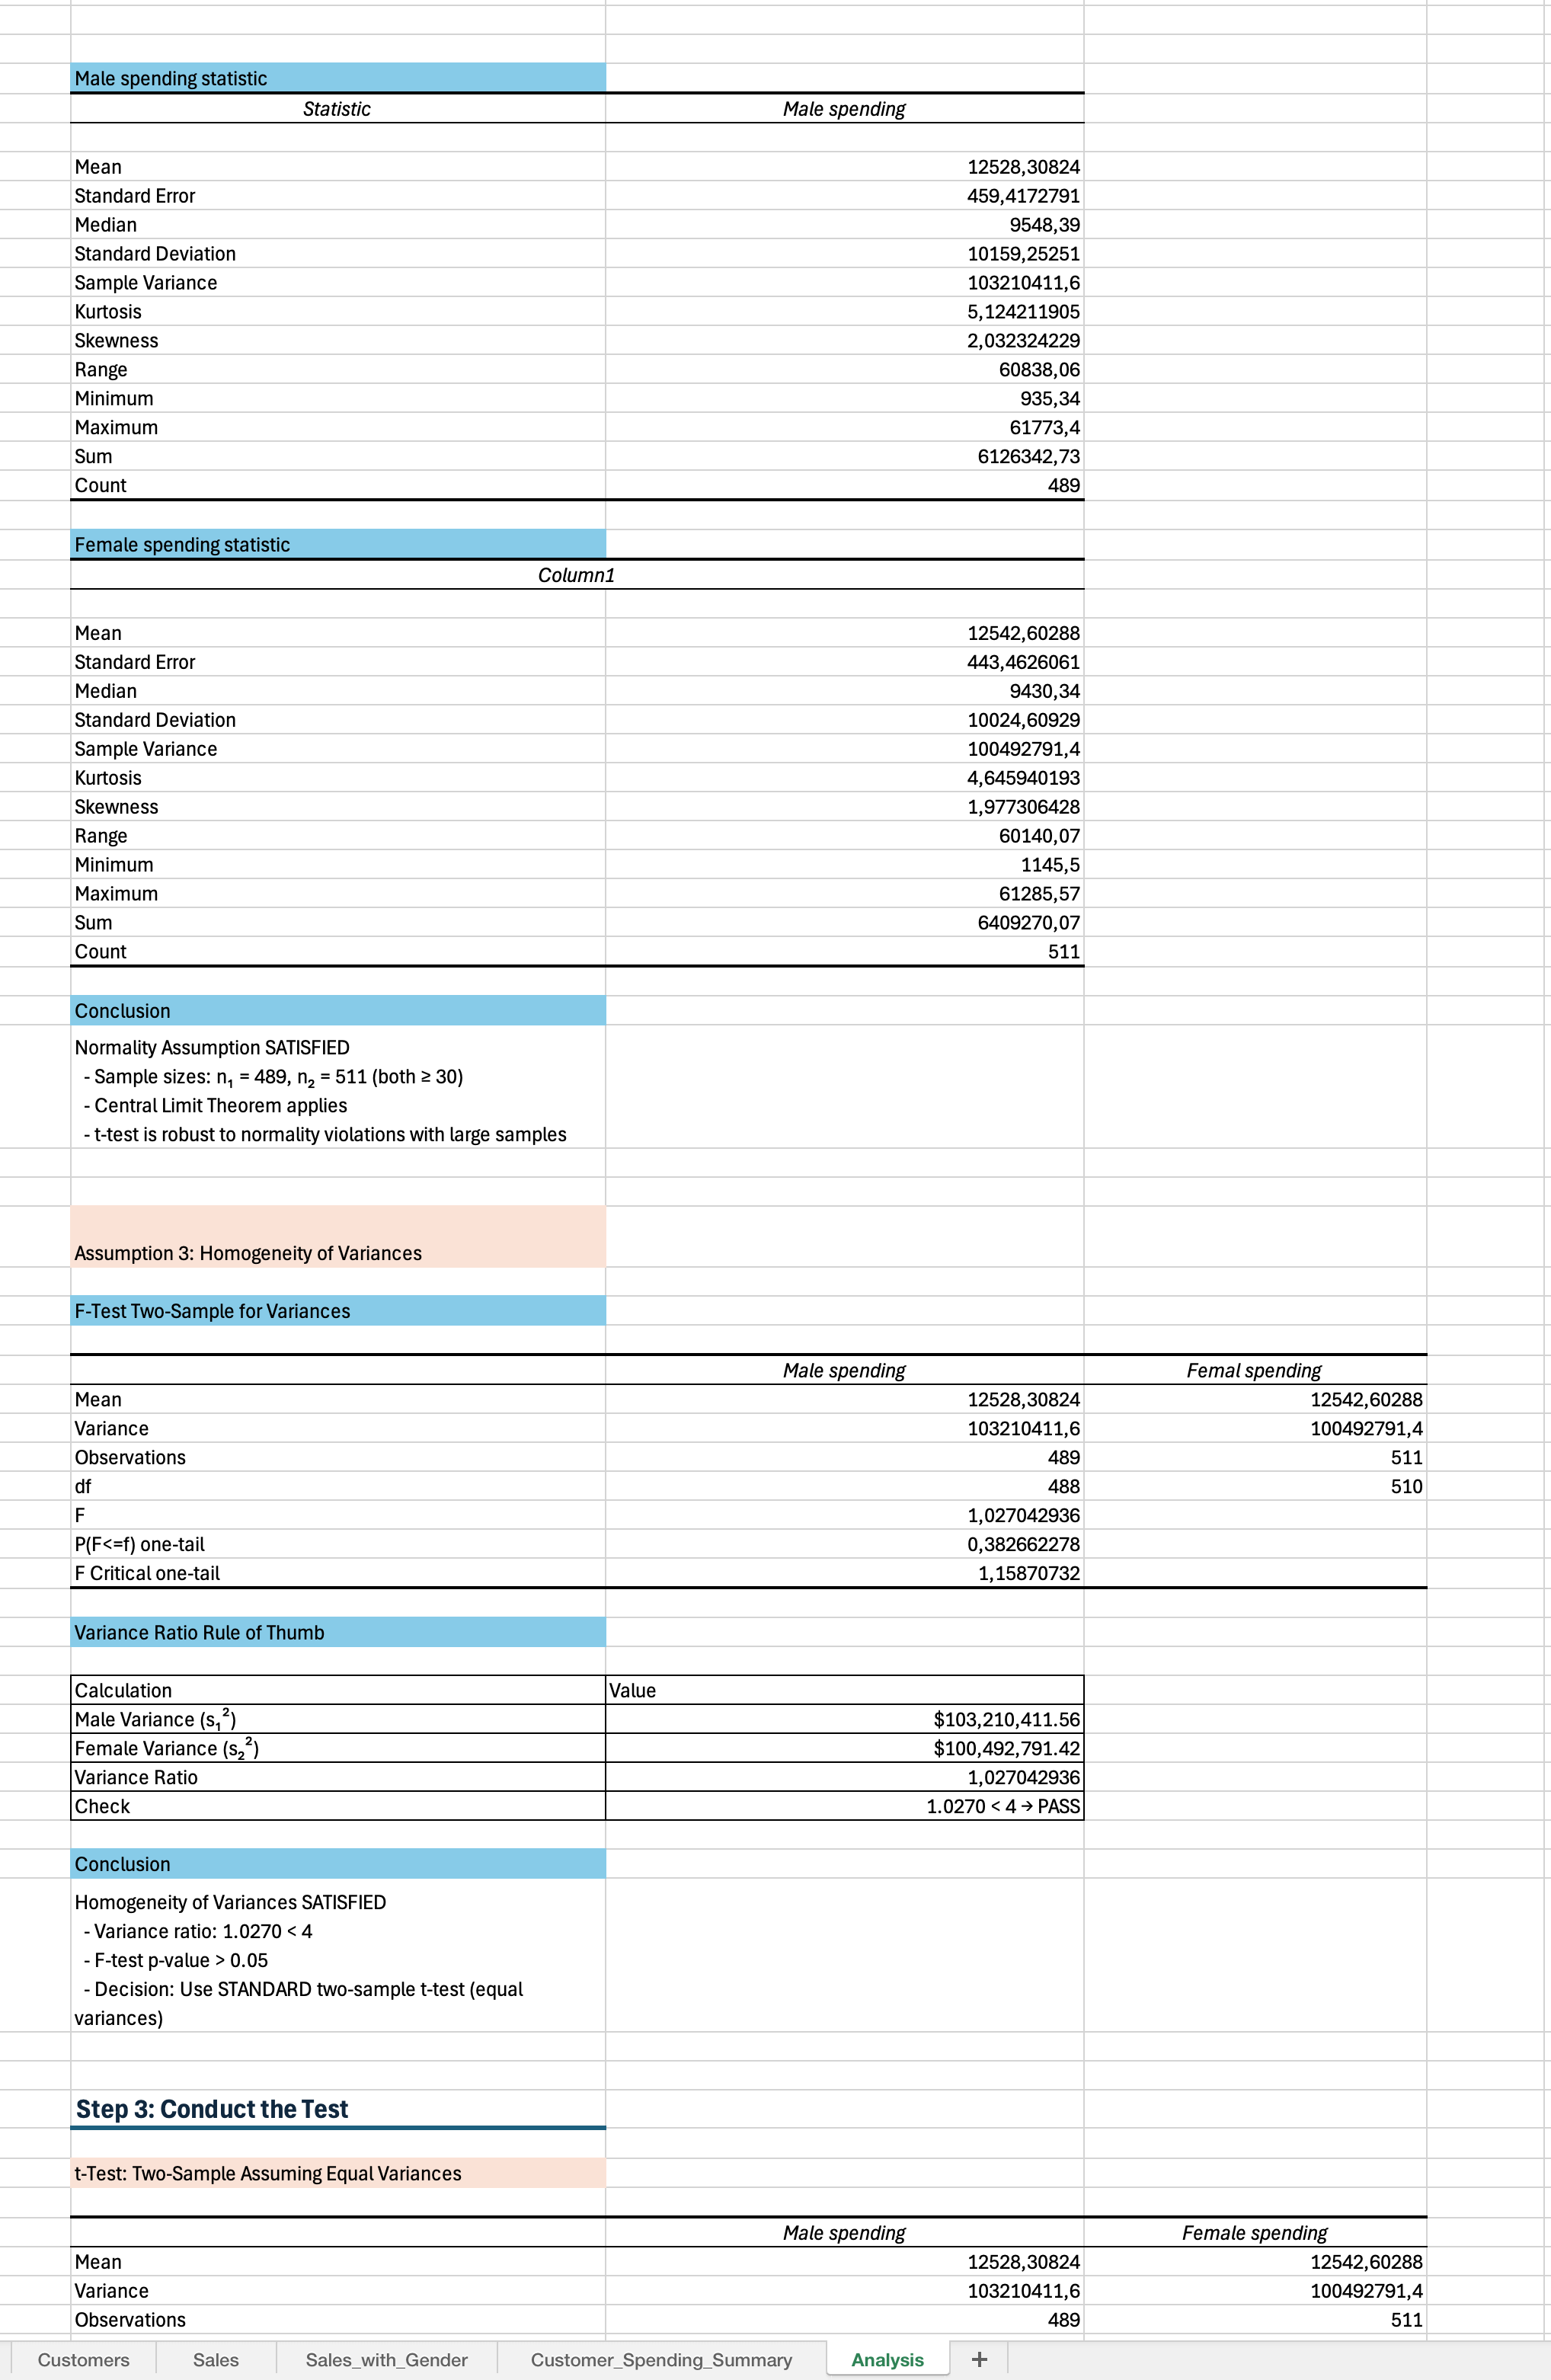 Male spending statistic
Statistic Male spending
Mean 12528,30824
Standard Error 459,4172791
Median 9548,39
Standard Deviation 10159,25251
Sample Variance 103210411,6
Kurtosis 5,124211905
Skewness 2,032324229
Range 60838,06
Minimum 935,34
Maximum 61773,4
Sum 6126342,73
Count 489
Female spending statistic
Column1
Mean 12542,60288
Standard Error 443,4626061
Median 9430,34
Standard Deviation 10024,60929
Sample Variance 100492791,4
Kurtosis 4,645940193
Skewness 1,977306428
Range 60140,07
Minimum 1145,5
Maximum 61285,57
Sum 6409270,07
Count 511
Conclusion
Normality Assumption SATISFIED
- Sample sizes: n₁ = 489, n₂ = 511 (both ≥ 30)
- Central Limit Theorem applies
- t-test is robust to normality violations with large samples
Assumption 3: Homogeneity of Variances
F-Test Two-Sample for Variances
Male spending Femal spending
Mean 12528,30824 12542,60288
Variance 103210411,6 100492791,4
Observations 489 511
df 488 510
F 1,027042936
P(F<=f) one-tail 0,382662278
F Critical one-tail 1,15870732
Variance Ratio Rule of Thumb
Calculation Value
Male Variance (s₁²) $103,210,411.56
Female Variance (s₂²) $100,492,791.42
Variance Ratio 1,027042936
Check 1.0270 < 4 → PASS
Conclusion
Homogeneity of Variances SATISFIED
- Variance ratio: 1.0270 < 4
- F-test p-value > 0.05
- Decision: Use STANDARD two-sample t-test (equal
variances)
Step 3: Conduct the Test
t-Test: Two-Sample Assuming Equal Variances
Male spending Female spending
Mean 12528,30824 12542,60288
Variance 103210411,6 100492791,4
Observations 489 511
Customers Sales Sales_with_Gender Customer_Spending_Summary Analysis +